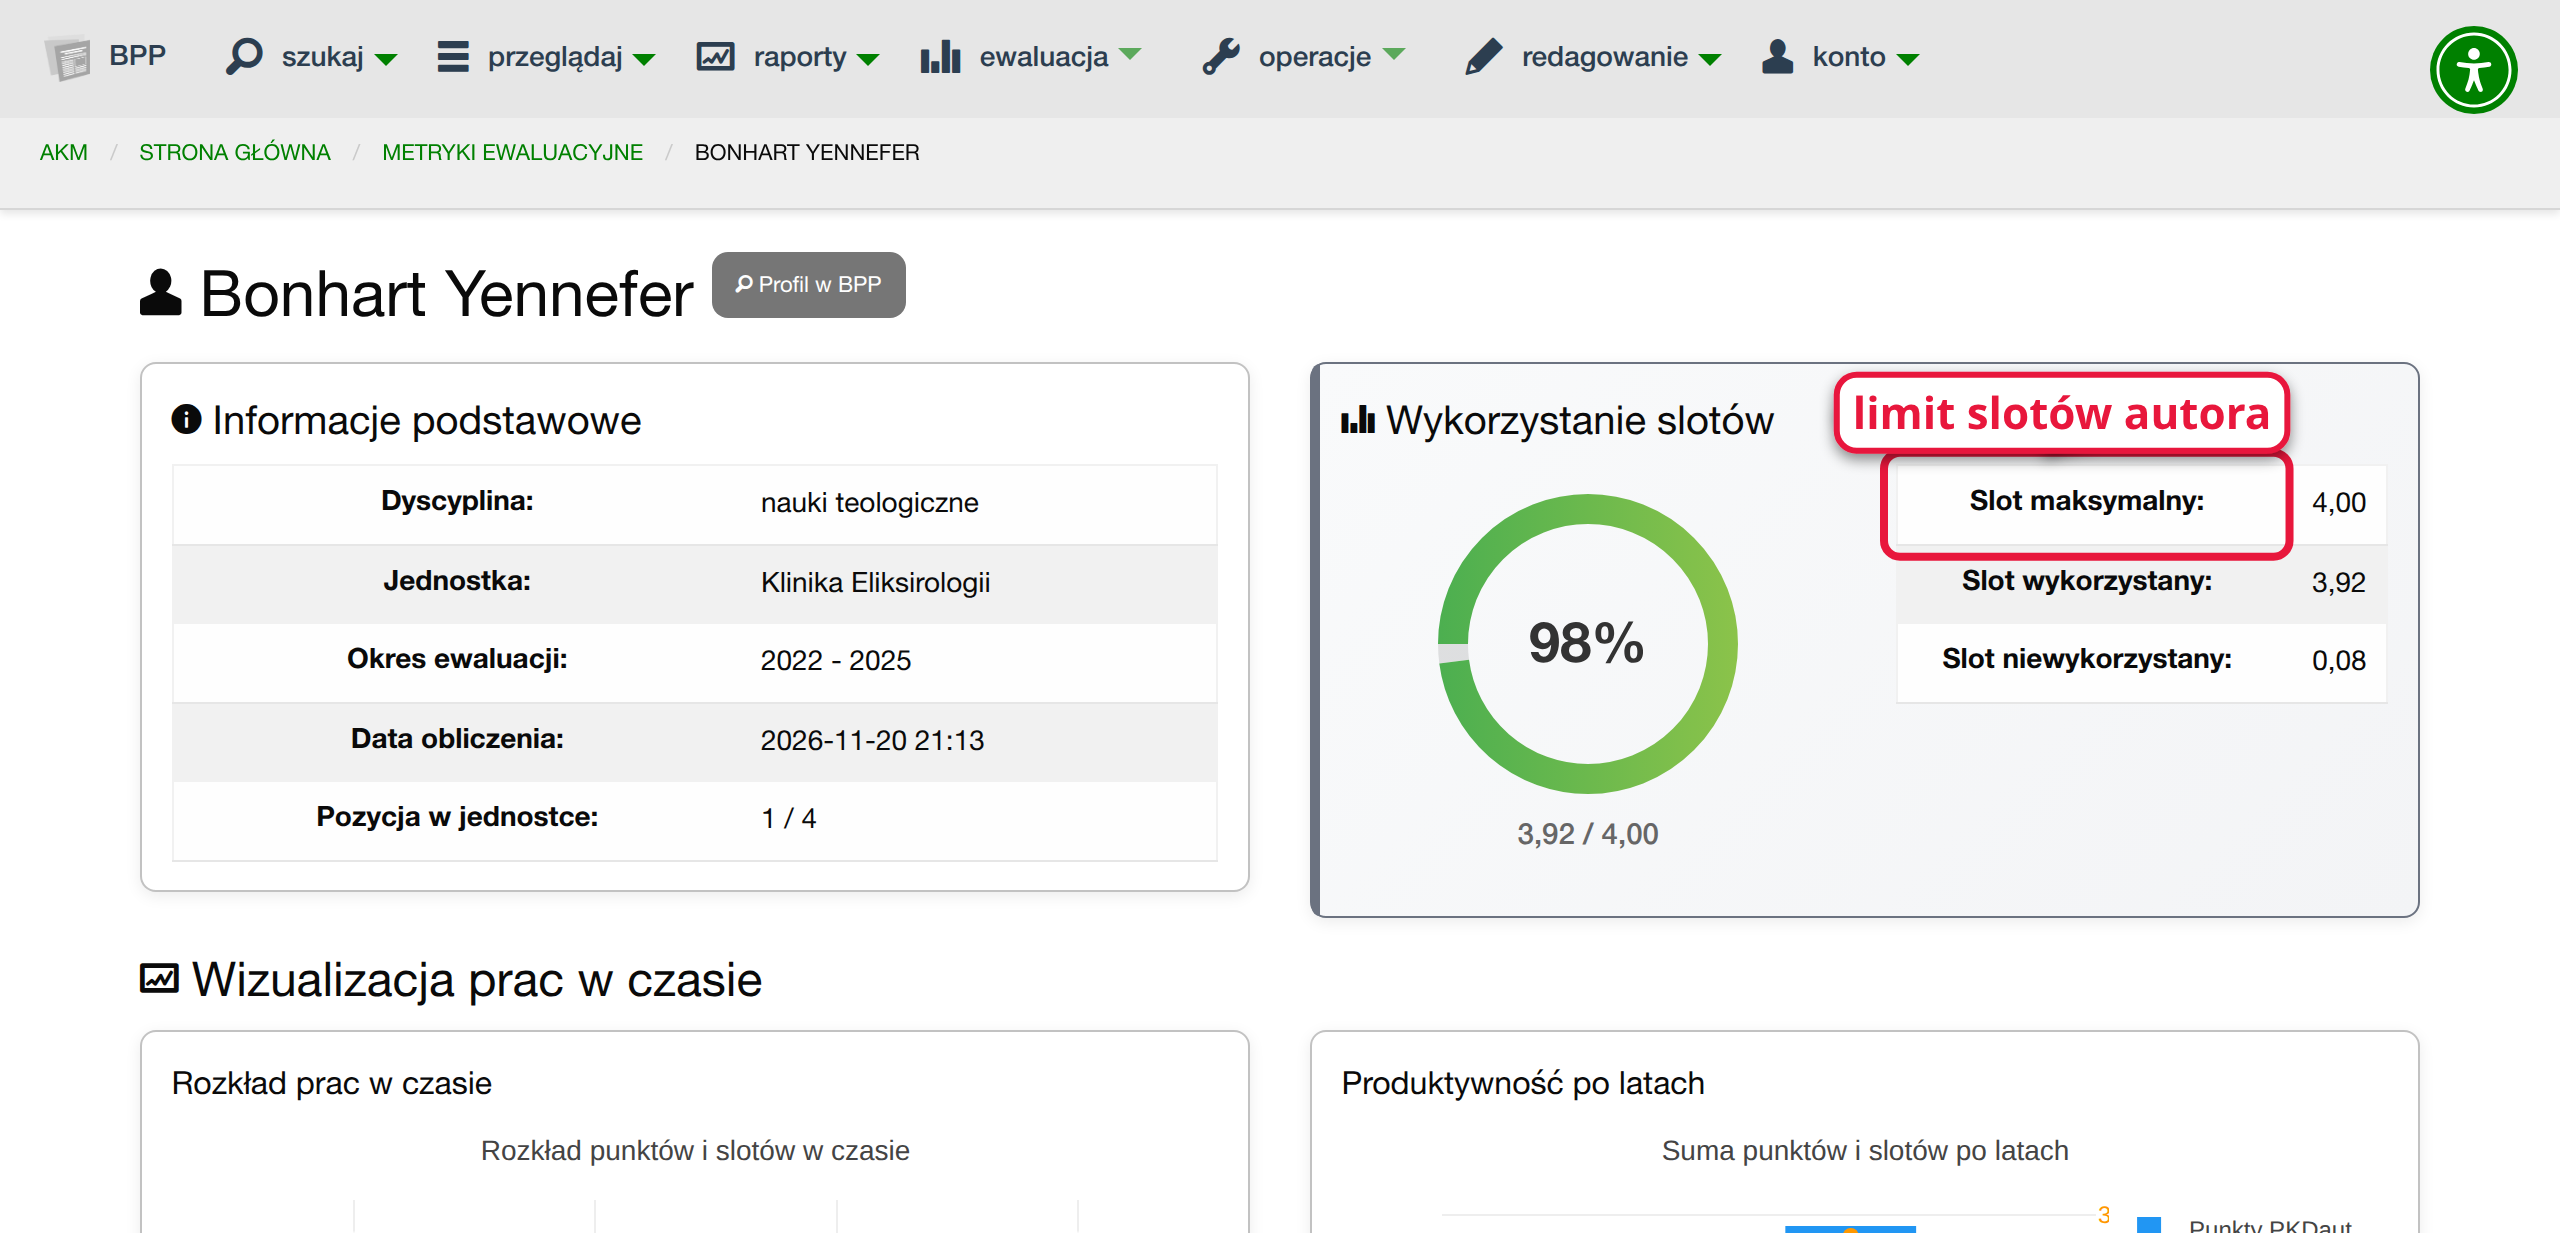 BPP szukaj przeglądaj raporty ewaluacja operacje redagowanie konto
AKM / STRONA GŁÓWNA / METRYKI EWALUACYJNE / BONHART YENNEFER
Bonhart Yennefer Profil w BPP
Informacje podstawowe
Dyscyplina: nauki teologiczne
Jednostka: Klinika Eliksirologii
Okres ewaluacji: 2022 - 2025
Data obliczenia: 2026-11-20 21:13
Pozycja w jednostce: 1 / 4
Wykorzystanie slotów
limit slotów autora
98%
3,92 / 4,00
Slot maksymalny: 4,00
Slot wykorzystany: 3,92
Slot niewykorzystany: 0,08
Wizualizacja prac w czasie
Rozkład prac w czasie
Rozkład punktów i slotów w czasie
Produktywność po latach
Suma punktów i slotów po latach
3
Punkty PKDaut